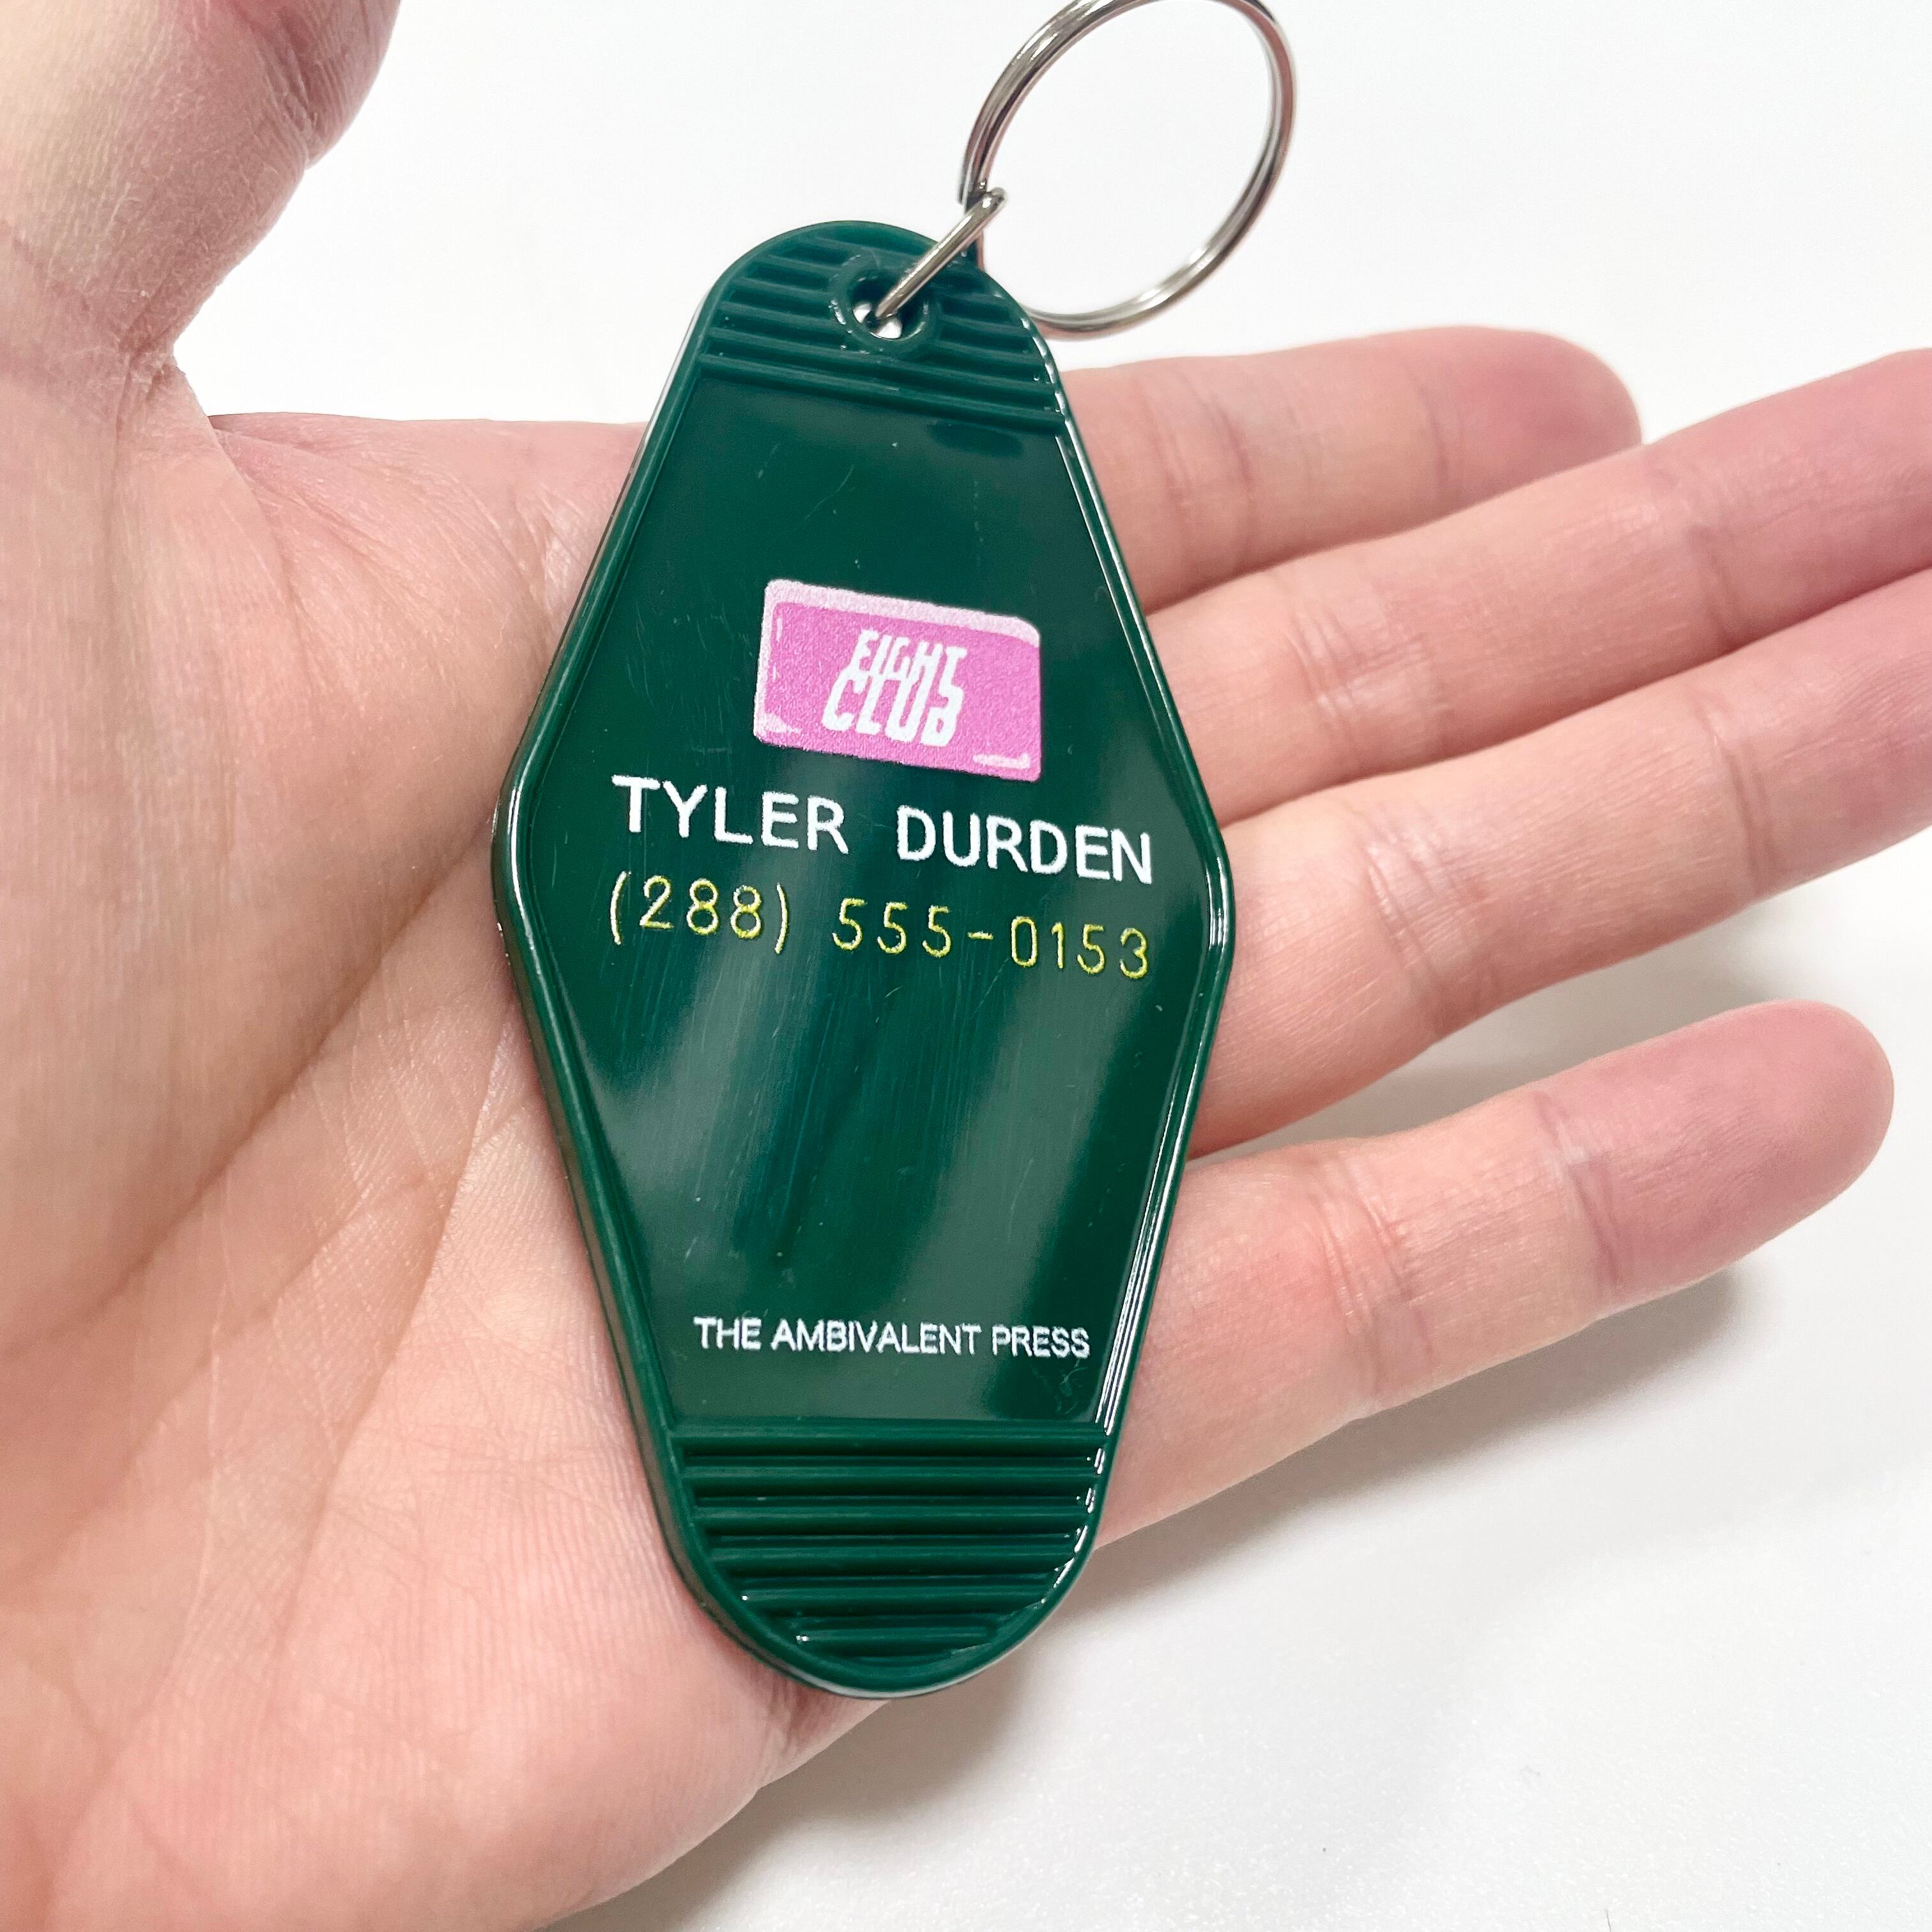 FIGHT
CLUB
TYLER DURDEN
(288) 555-0153
THE AMBIVALENT PRESS